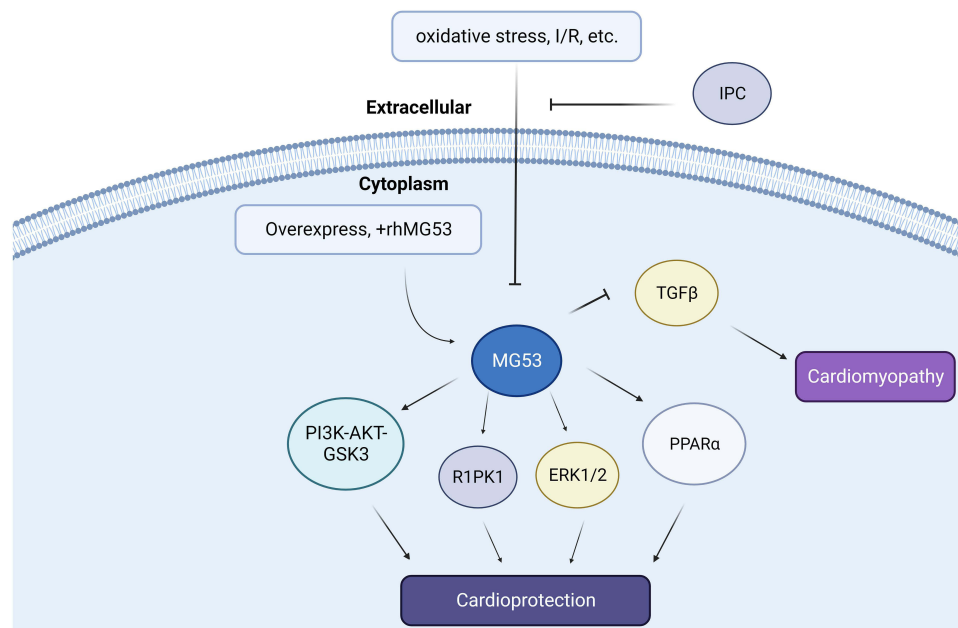 oxidative stress, I/R, etc.
IPC
Extracellular
Cytoplasm
Overexpress, +rhMG53
TGFβ
MG53
Cardiomyopathy
PI3K-AKT-
GSK3
R1PK1
ERK1/2
PPARα
Cardioprotection